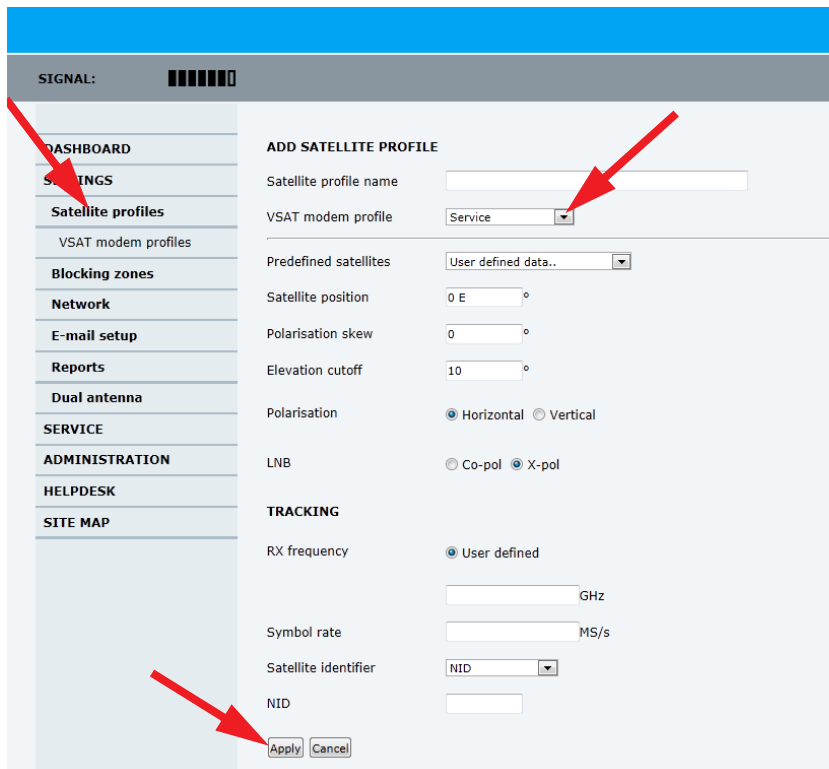 SIGNAL:
DASHBOARD
SETTINGS
Satellite profiles
VSAT modem profiles
Blocking zones
Network
E-mail setup
Reports
Dual antenna
SERVICE
ADMINISTRATION
HELPDESK
SITE MAP
ADD SATELLITE PROFILE
Satellite profile name
VSAT modem profile Service
Predefined satellites User defined data..
Satellite position 0 E °
Polarisation skew 0 °
Elevation cutoff 10 °
Polarisation Horizontal Vertical
LNB Co-pol X-pol
TRACKING
RX frequency User defined
GHz
Symbol rate MS/s
Satellite identifier NID
NID
Apply Cancel